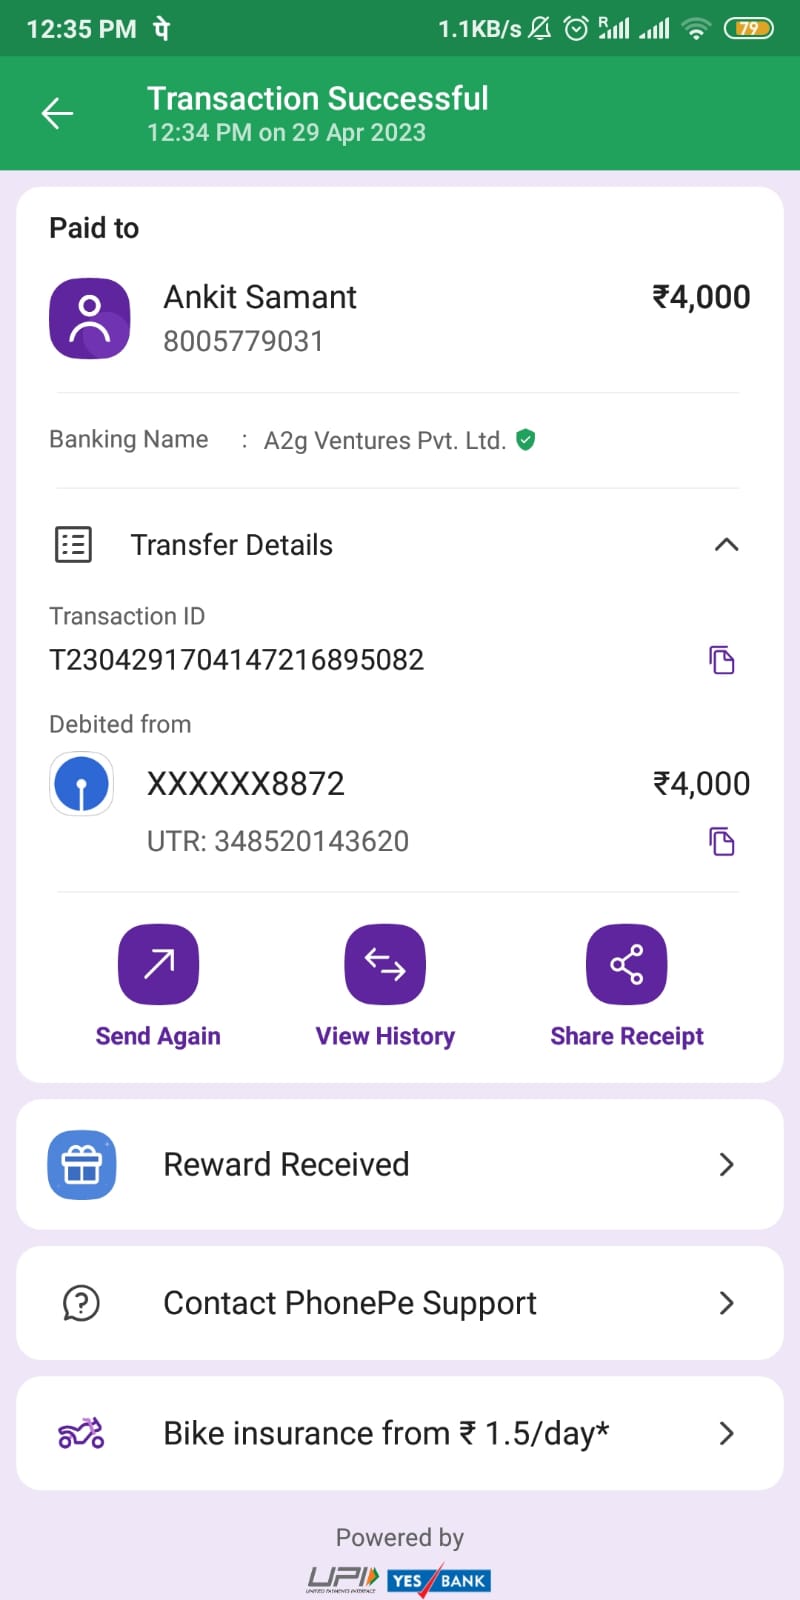 12:35 PM पे 1.1KB/s R 79
Transaction Successful
12:34 PM on 29 Apr 2023
Paid to
Ankit Samant ₹4,000
8005779031
Banking Name : A2g Ventures Pvt. Ltd.
Transfer Details
Transaction ID
T2304291704147216895082
Debited from
XXXXXX8872 ₹4,000
UTR: 348520143620
Send Again View History Share Receipt
Reward Received
Contact PhonePe Support
Bike insurance from ₹ 1.5/day*
Powered by
UPI YES BANK
UNIFIED PAYMENTS INTERFACE